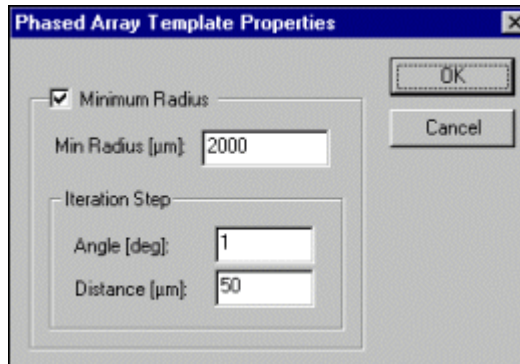 Phased Array Template Properties
OK
Minimum Radius
Cancel
Min Radius [µm]: 2000
Iteration Step
Angle [deg]: 1
Distance [µm]: 50